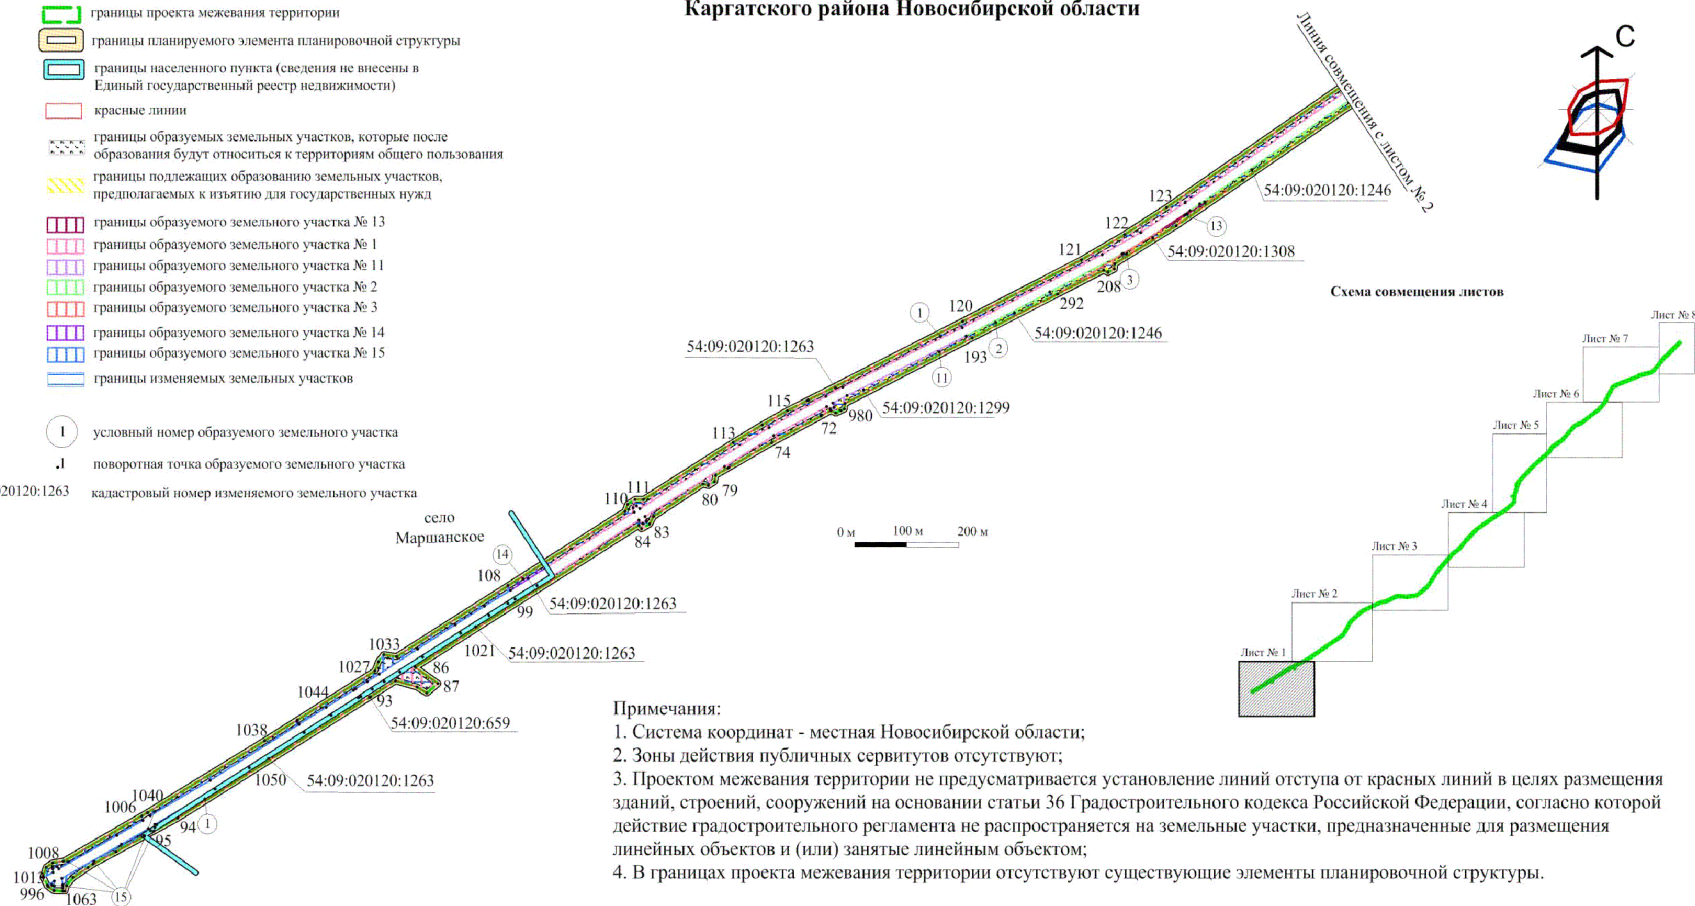 Каргатского района Новосибирской области
границы проекта межевания территории
границы планируемого элемента планировочной структуры
границы населенного пункта (сведения не внесены в
Единый государственный реестр недвижимости)
красные линии
границы образуемых земельных участков, которые после
образования будут относиться к территориям общего пользования
границы подлежащих образованию земельных участков,
предполагаемых к изъятию для государственных нужд
границы образуемого земельного участка № 13
границы образуемого земельного участка № 1
границы образуемого земельного участка № 11
границы образуемого земельного участка № 2
границы образуемого земельного участка № 3
границы образуемого земельного участка № 14
границы образуемого земельного участка № 15
границы изменяемых земельных участков
1 условный номер образуемого земельного участка
.1 поворотная точка образуемого земельного участка
020120:1263 кадастровый номер изменяемого земельного участка
Линия совмещения с листом № 2
С
123
54:09:020120:1246
122
13
121
54:09:020120:1308
3
208
292
120
1
54:09:020120:1246
2
193
54:09:020120:1263
11
115
980
54:09:020120:1299
72
113
74
79
80
111
110
83
84
село
Маршанское
0 м 100 м 200 м
14
108
99
54:09:020120:1263
1021
54:09:020120:1263
1033
1027
86
87
1044
93
54:09:020120:659
1038
1050
54:09:020120:1263
1040
1006
94
1
95
1008
1013
996
1063
15
Схема совмещения листов
Лист № 8
Лист № 7
Лист № 6
Лист № 5
Лист № 4
Лист № 3
Лист № 2
Лист № 1
Примечания:
1. Система координат - местная Новосибирской области;
2. Зоны действия публичных сервитутов отсутствуют;
3. Проектом межевания территории не предусматривается установление линий отступа от красных линий в целях размещения
зданий, строений, сооружений на основании статьи 36 Градостроительного кодекса Российской Федерации, согласно которой
действие градостроительного регламента не распространяется на земельные участки, предназначенные для размещения
линейных объектов и (или) занятые линейным объектом;
4. В границах проекта межевания территории отсутствуют существующие элементы планировочной структуры.